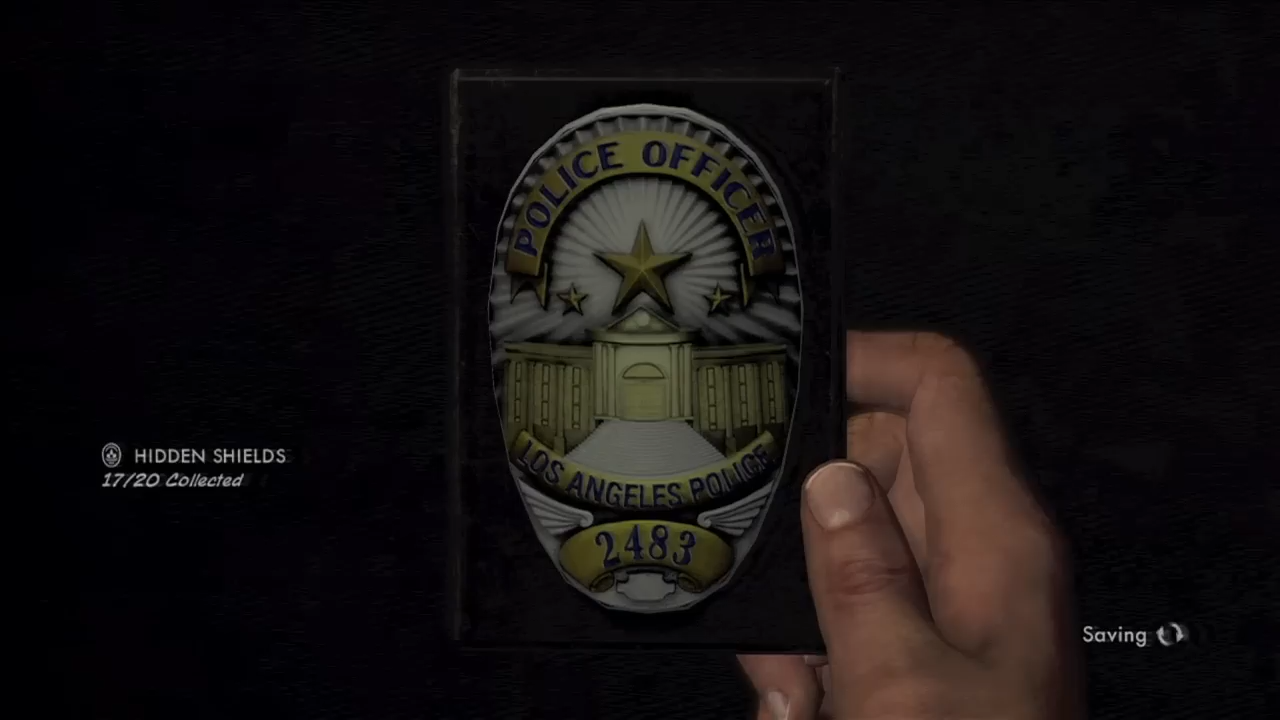 POLICE OFFICER
LOS ANGELES POLICE
2483
HIDDEN SHIELDS
17/20 Collected
Saving